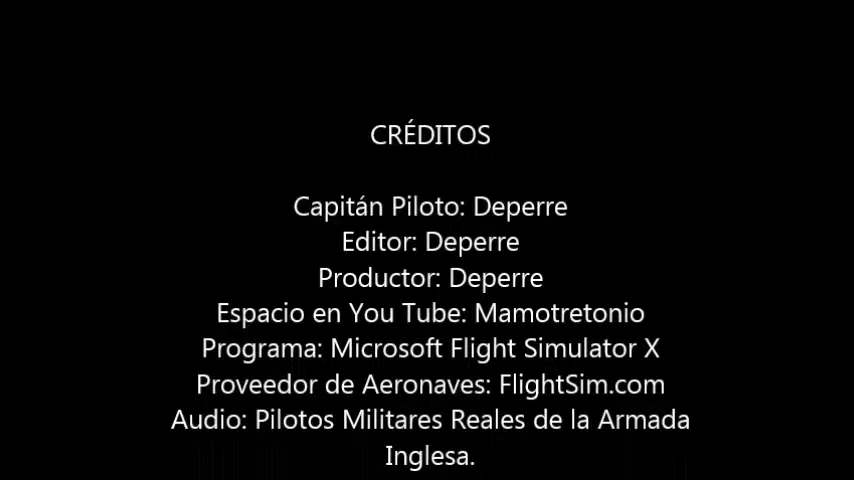 CRÉDITOS
Capitán Piloto: Deperre
Editor: Deperre
Productor: Deperre
Espacio en You Tube: Mamotretonio
Programa: Microsoft Flight Simulator X
Proveedor de Aeronaves: FlightSim.com
Audio: Pilotos Militares Reales de la Armada
Inglesa.